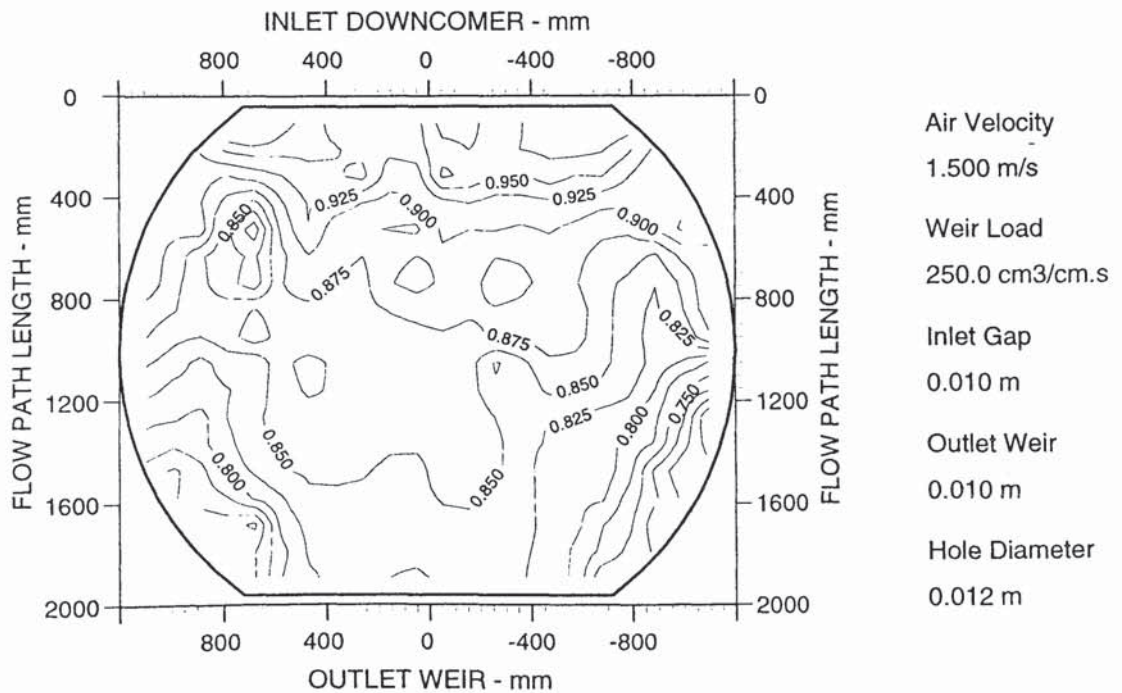 INLET DOWNCOMER - mm
800 400 0 -400 -800
0 0
Air Velocity
1.500 m/s
0.950
400 0.925 0.925 400
0.850 0.900 0.900
Weir Load
250.0 cm3/cm.s
FLOW PATH LENGTH - mm
FLOW PATH LENGTH - mm
0.875
800 800
0.825
0.875
Inlet Gap
0.010 m
0.850
1200 0.750 1200
0.825 0.800
0.850
0.800
0.850
Outlet Weir
0.010 m
1600 1600
Hole Diameter
0.012 m
2000 2000
800 400 0 -400 -800
OUTLET WEIR - mm